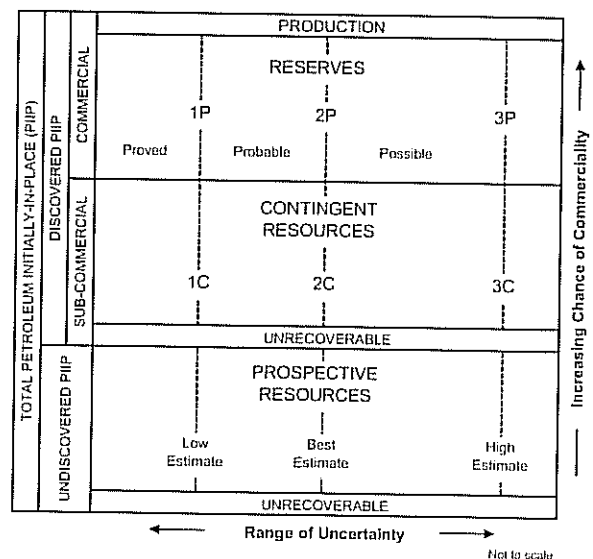 PRODUCTION
RESERVES
1P
2P
3P
Proved
Probable
Possible
CONTINGENT
RESOURCES
1C
2C
3C
UNRECOVERABLE
PROSPECTIVE
RESOURCES
Low
Estimate
Best
Estimate
High
Estimate
UNRECOVERABLE
TOTAL PETROLEUM INITIALLY-IN-PLACE (PIIP)
DISCOVERED PIIP
UNDISCOVERED PIIP
COMMERCIAL
SUB-COMMERCIAL
Increasing Chance of Commerciality
Range of Uncertainty
Not to scale